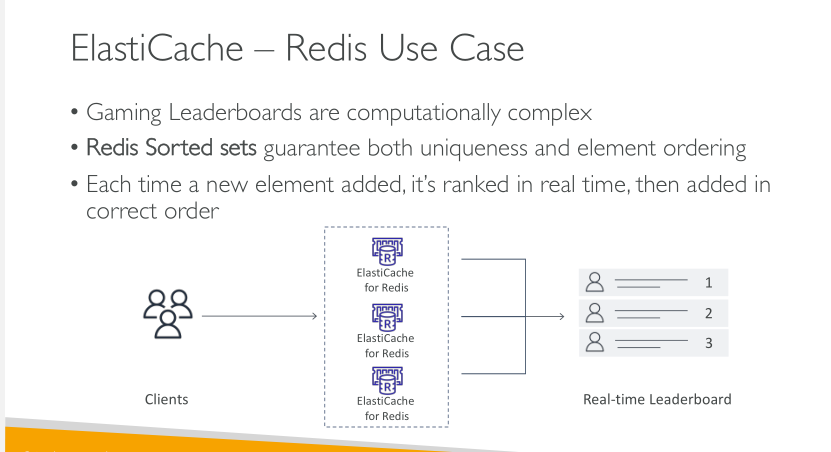 ElastiCache – Redis Use Case
• Gaming Leaderboards are computationally complex
• Redis Sorted sets guarantee both uniqueness and element ordering
• Each time a new element added, it's ranked in real time, then added in
correct order
R
ElastiCache
for Redis
R
ElastiCache
for Redis
R
ElastiCache
for Redis
1
2
3
Clients
Real-time Leaderboard